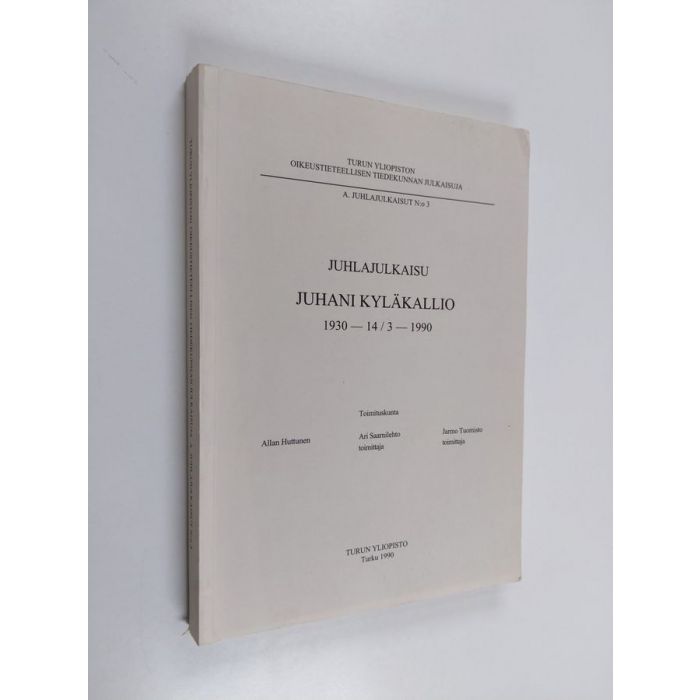 TURUN YLIOPISTON
OIKEUSTIETEELLISEN TIEDEKUNNAN JULKAISUJA
A. JUHLAJULKAISUT N:o 3
JUHLAJULKAISU
JUHANI KYLÄKALLIO
1930 — 14 / 3 — 1990
Toimituskunta
Allan Huttunen
Ari Saarnilehto
toimittaja
Jarmo Tuomisto
toimittaja
TURUN YLIOPISTO
Turku 1990